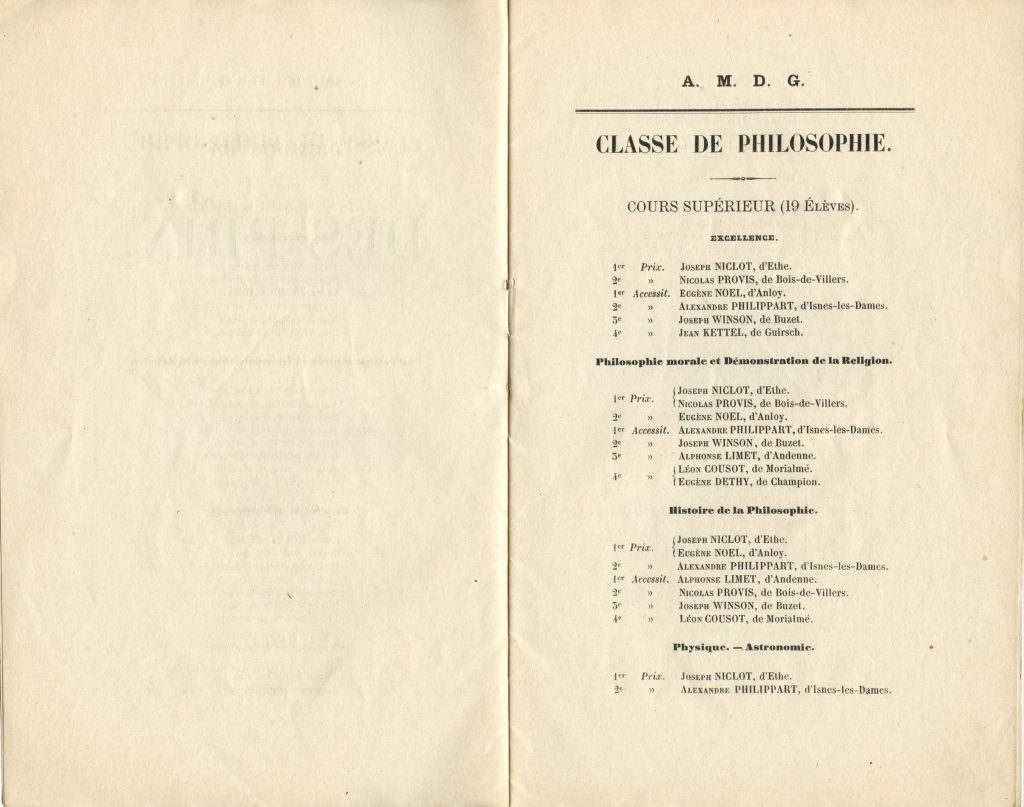 A. M. D. G.
CLASSE DE PHILOSOPHIE.
COURS SUPÉRIEUR (19 ÉLÈVES).
EXCELLENCE.
1er Prix. JOSEPH NICLOT, d'Ethe.
2e » NICOLAS PROVIS, de Bois-de-Villers.
1er Accessit. EUGÈNE NOEL, d'Anloy.
2e » ALEXANDRE PHILIPPART, d'Isnes-les-Dames.
3e » JOSEPH WINSON, de Buzet.
4e » JEAN KETTEL, de Guirsch.
Philosophie morale et Démonstration de la Religion.
1er Prix. { JOSEPH NICLOT, d'Ethe.
NICOLAS PROVIS, de Bois-de-Villers.
2e » EUGÈNE NOEL, d'Anloy.
1er Accessit. ALEXANDRE PHILIPPART, d'Isnes-les-Dames.
2e » JOSEPH WINSON, de Buzet.
3e » ALPHONSE LIMET, d'Andenne.
4e » { LÉON COUSOT, de Morialmé.
EUGÈNE DETHY, de Champion.
Histoire de la Philosophie.
1er Prix. { JOSEPH NICLOT, d'Ethe.
EUGÈNE NOEL, d'Anloy.
2e » ALEXANDRE PHILIPPART, d'Isnes-les-Dames.
1er Accessit. ALPHONSE LIMET, d'Andenne.
2e » NICOLAS PROVIS, de Bois-de-Villers.
3e » JOSEPH WINSON, de Buzet.
4e » LÉON COUSOT, de Morialmé.
Physique. — Astronomie.
1er Prix. JOSEPH NICLOT, d'Ethe.
2e » ALEXANDRE PHILIPPART, d'Isnes-les-Dames.